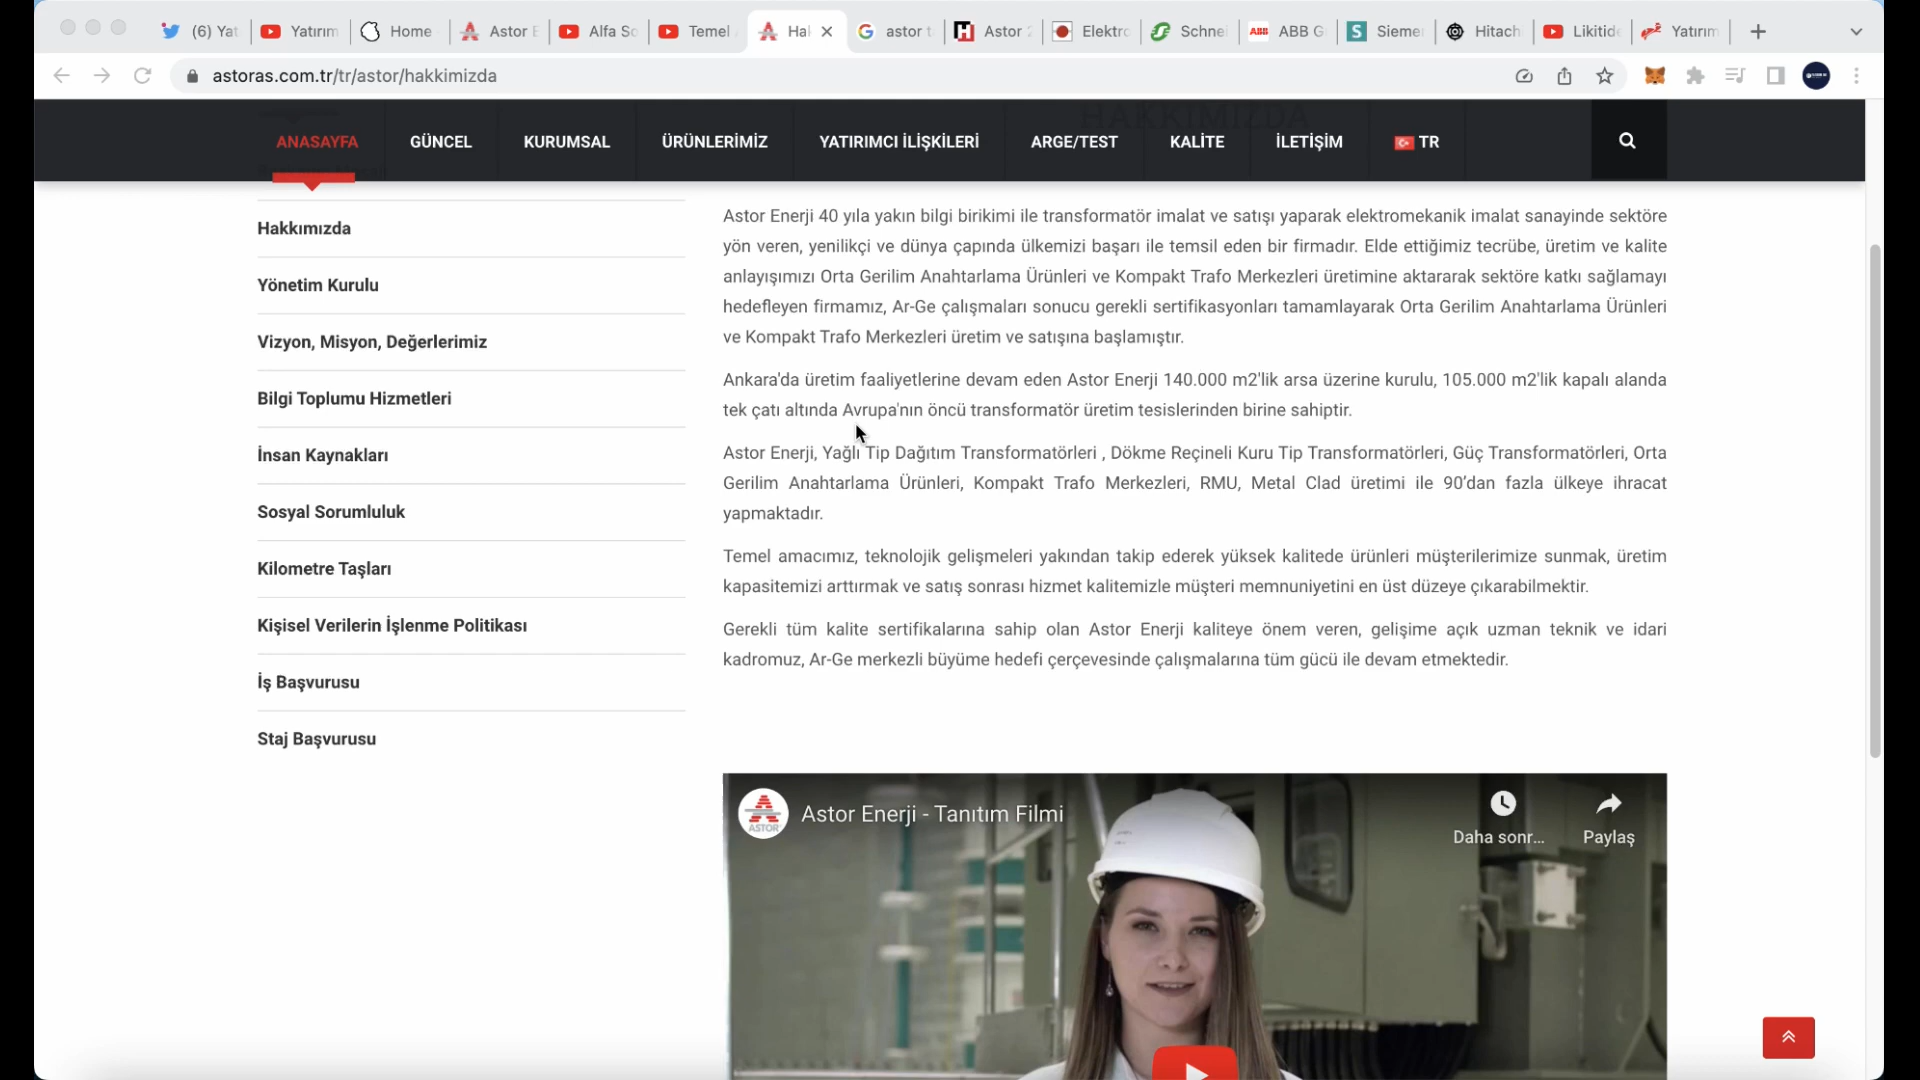 (6) Yat
Yatırım
Home
Astor E
Alfa Sc
Temel
Hak
astor t
Astor 2
Elektro
Schnei
ABB G
Sieme
Hitach
Likitid
Yatırım
astoras.com.tr/tr/astor/hakkimizda
HAKKIMIZDA
ANASAYFA
GÜNCEL
KURUMSAL
ÜRÜNLERİMİZ
YATIRIMCI İLİŞKİLERİ
ARGE/TEST
KALİTE
İLETİŞİM
TR
Hakkımızda
Yönetim Kurulu
Vizyon, Misyon, Değerlerimiz
Bilgi Toplumu Hizmetleri
İnsan Kaynakları
Sosyal Sorumluluk
Kilometre Taşları
Kişisel Verilerin İşlenme Politikası
İş Başvurusu
Staj Başvurusu
Astor Enerji 40 yıla yakın bilgi birikimi ile transformatör imalat ve satışı yaparak elektromekanik imalat sanayinde sektöre
yön veren, yenilikçi ve dünya çapında ülkemizi başarı ile temsil eden bir firmadır. Elde ettiğimiz tecrübe, üretim ve kalite
anlayışımızı Orta Gerilim Anahtarlama Ürünleri ve Kompakt Trafo Merkezleri üretimine aktararak sektöre katkı sağlamayı
hedefleyen firmamız, Ar-Ge çalışmaları sonucu gerekli sertifikasyonları tamamlayarak Orta Gerilim Anahtarlama Ürünleri
ve Kompakt Trafo Merkezleri üretim ve satışına başlamıştır.
Ankara'da üretim faaliyetlerine devam eden Astor Enerji 140.000 m2'lik arsa üzerine kurulu, 105.000 m2'lik kapalı alanda
tek çatı altında Avrupa'nın öncü transformatör üretim tesislerinden birine sahiptir.
Astor Enerji, Yağlı Tip Dağıtım Transformatörleri , Dökme Reçineli Kuru Tip Transformatörleri, Güç Transformatörleri, Orta
Gerilim Anahtarlama Ürünleri, Kompakt Trafo Merkezleri, RMU, Metal Clad üretimi ile 90'dan fazla ülkeye ihracat
yapmaktadır.
Temel amacımız, teknolojik gelişmeleri yakından takip ederek yüksek kalitede ürünleri müşterilerimize sunmak, üretim
kapasitemizi arttırmak ve satış sonrası hizmet kalitemizle müşteri memnuniyetini en üst düzeye çıkarabilmektir.
Gerekli tüm kalite sertifikalarına sahip olan Astor Enerji kaliteye önem veren, gelişime açık uzman teknik ve idari
kadromuz, Ar-Ge merkezli büyüme hedefi çerçevesinde çalışmalarına tüm gücü ile devam etmektedir.
ASTOR
Astor Enerji - Tanıtım Filmi
Daha sonr...
Paylaş